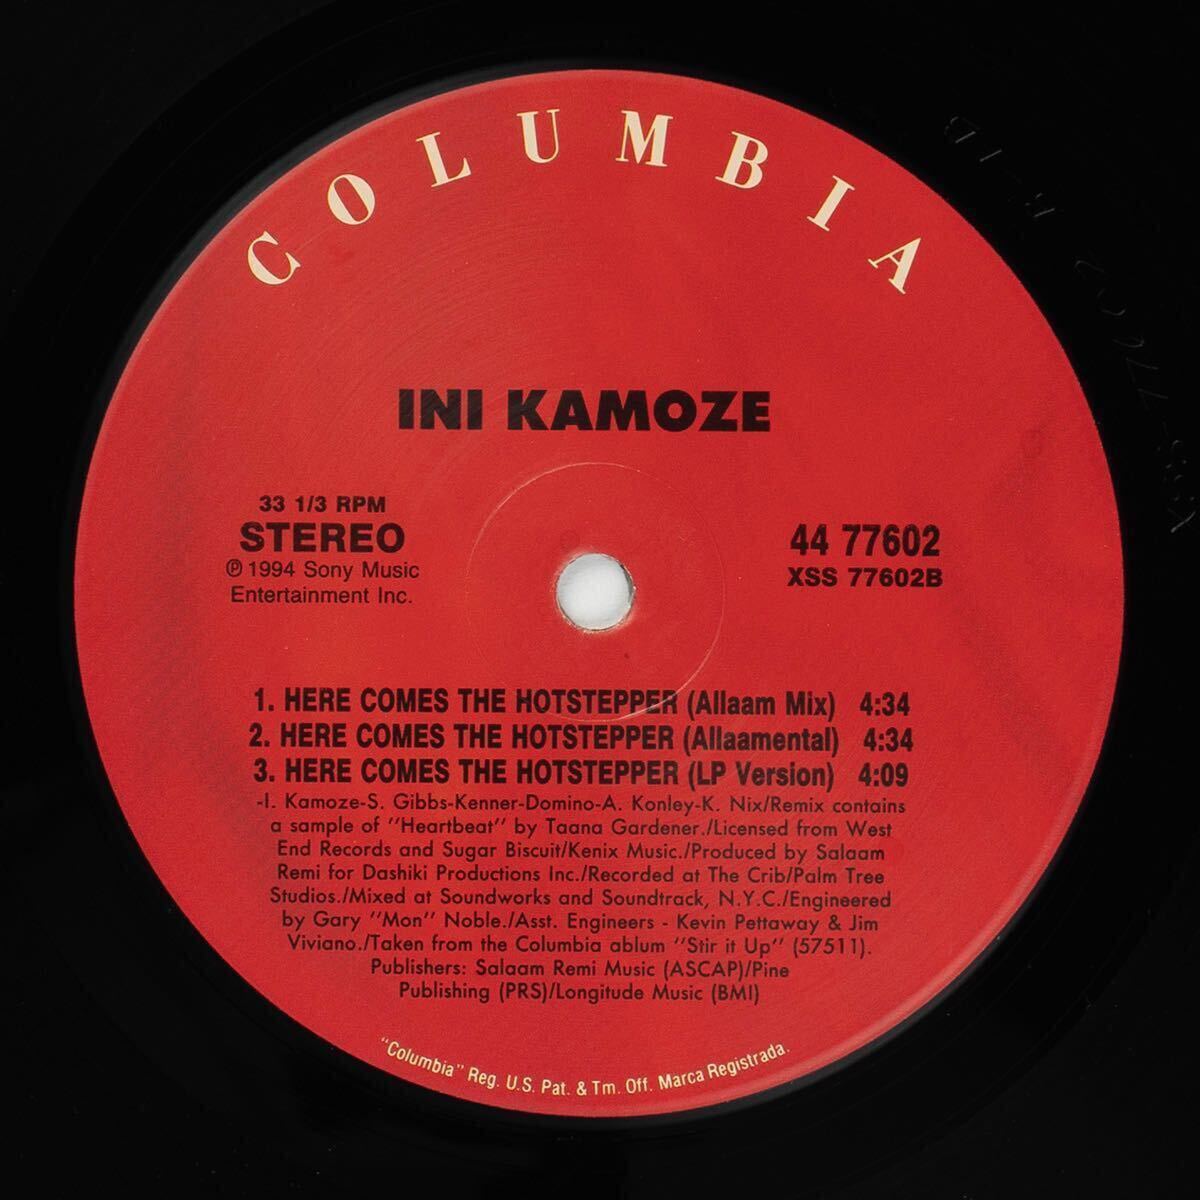 COLUMBIA
INI KAMOZE
33 1/3 RPM
STEREO
℗ 1994 Sony Music
Entertainment Inc.
44 77602
XSS 77602B
1. HERE COMES THE HOTSTEPPER (Allaam Mix) 4:34
2. HERE COMES THE HOTSTEPPER (Allaamental) 4:34
3. HERE COMES THE HOTSTEPPER (LP Version) 4:09
-I. Kamoze-S. Gibbs-Kenner-Domino-A. Konley-K. Nix/Remix contains
a sample of "Heartbeat" by Taana Gardener./Licensed from West
End Records and Sugar Biscuit/Kenix Music./Produced by Salaam
Remi for Dashiki Productions Inc./Recorded at The Crib/Palm Tree
Studios./Mixed at Soundworks and Soundtrack, N.Y.C./Engineered
by Gary "Mon" Noble./Asst. Engineers - Kevin Pettaway & Jim
Viviano./Taken from the Columbia ablum "Stir it Up" (57511).
Publishers: Salaam Remi Music (ASCAP)/Pine
Publishing (PRS)/Longitude Music (BMI)
"Columbia" Reg. U.S. Pat. & Tm. Off. Marca Registrada.